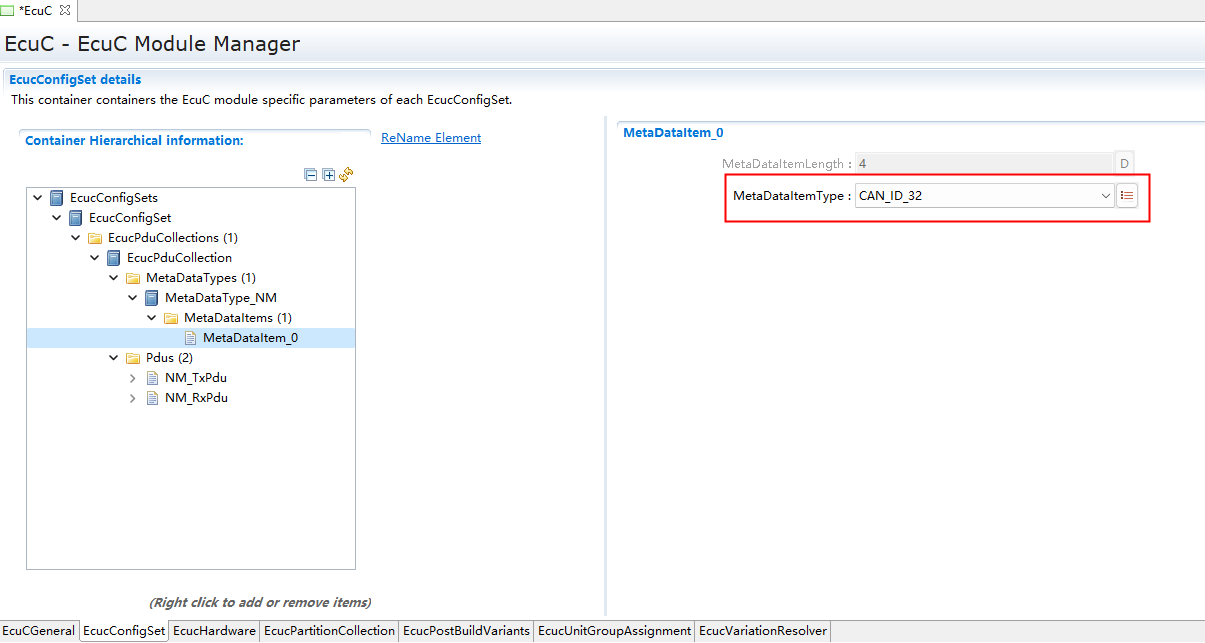 *EcuC
EcuC - EcuC Module Manager
EcucConfigSet details
This container containers the EcuC module specific parameters of each EcucConfigSet.
Container Hierarchical information:
ReName Element
EcucConfigSets
EcucConfigSet
EcucPduCollections (1)
EcucPduCollection
MetaDataTypes (1)
MetaDataType_NM
MetaDataItems (1)
MetaDataItem_0
Pdus (2)
NM_TxPdu
NM_RxPdu
(Right click to add or remove items)
MetaDataItem_0
MetaDataItemLength : 4 D
MetaDataItemType : CAN_ID_32
EcuCGeneral EcucConfigSet EcucHardware EcucPartitionCollection EcucPostBuildVariants EcucUnitGroupAssignment EcucVariationResolver